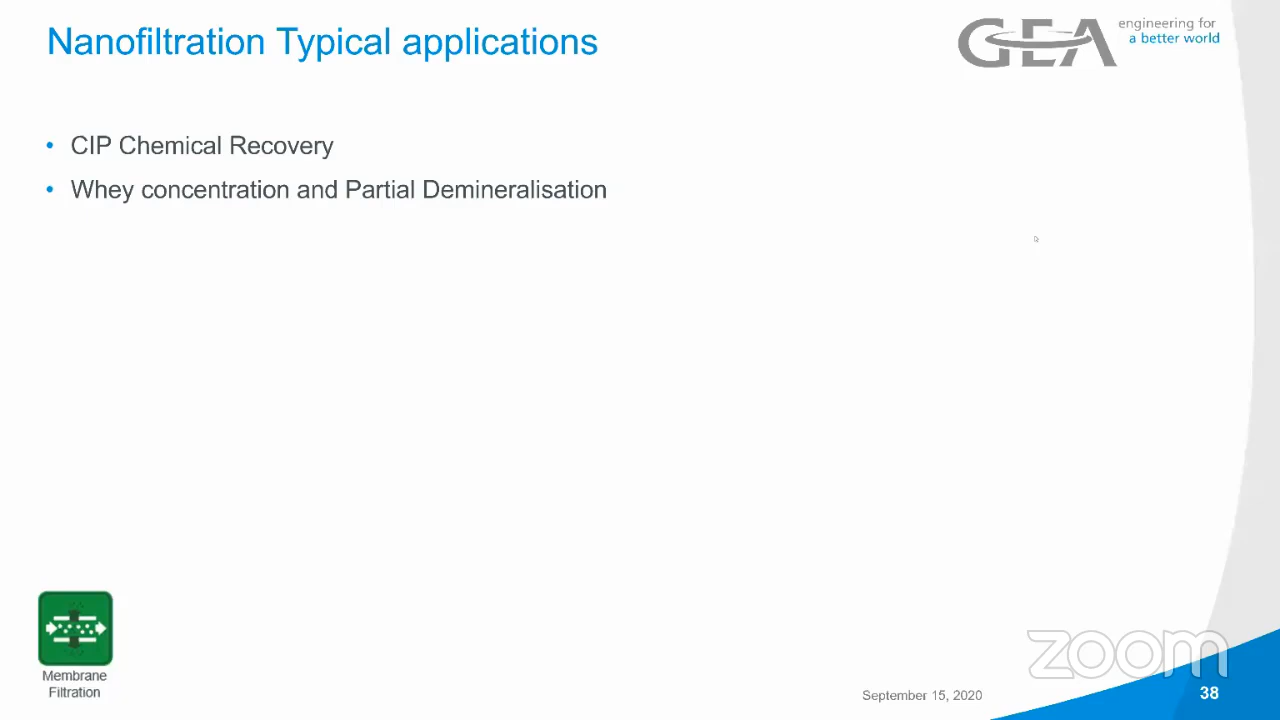 Nanofiltration Typical applications
GEA
engineering for
a better world
• CIP Chemical Recovery
• Whey concentration and Partial Demineralisation
Membrane
Filtration
zoom
September 15, 2020
38